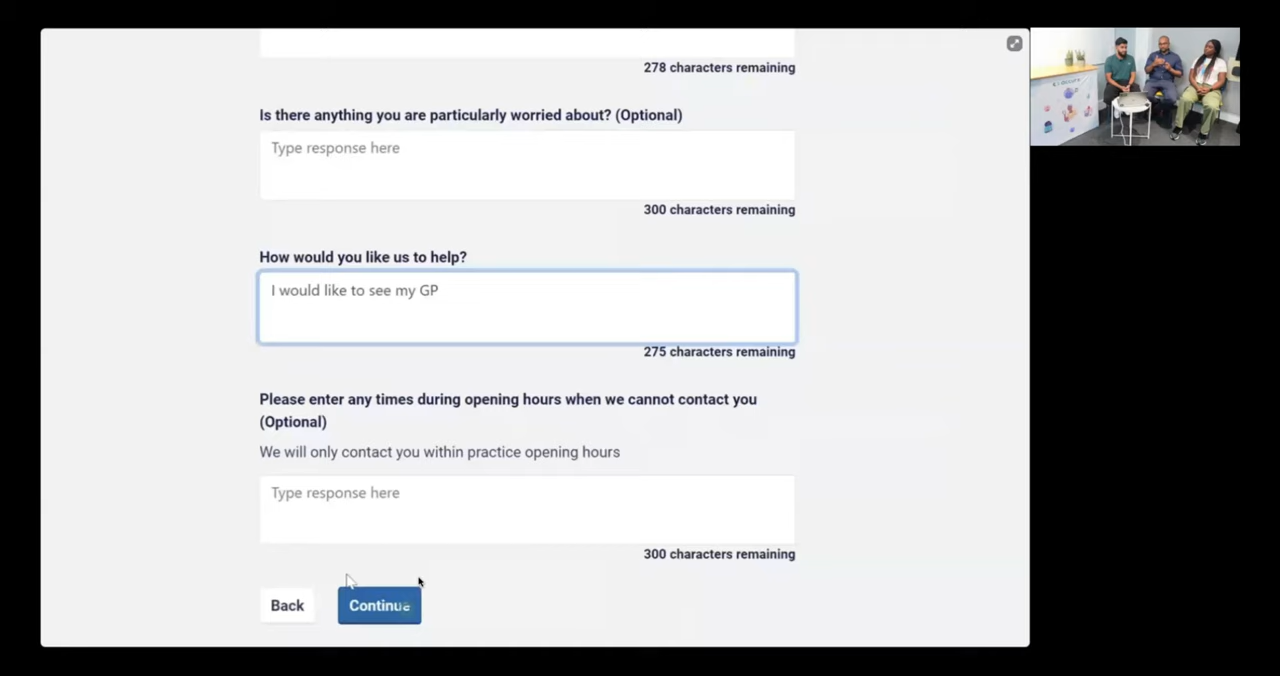 278 characters remaining
Is there anything you are particularly worried about? (Optional)
Type response here
300 characters remaining
How would you like us to help?
I would like to see my GP
275 characters remaining
Please enter any times during opening hours when we cannot contact you
(Optional)
We will only contact you within practice opening hours
Type response here
300 characters remaining
Back
Continue